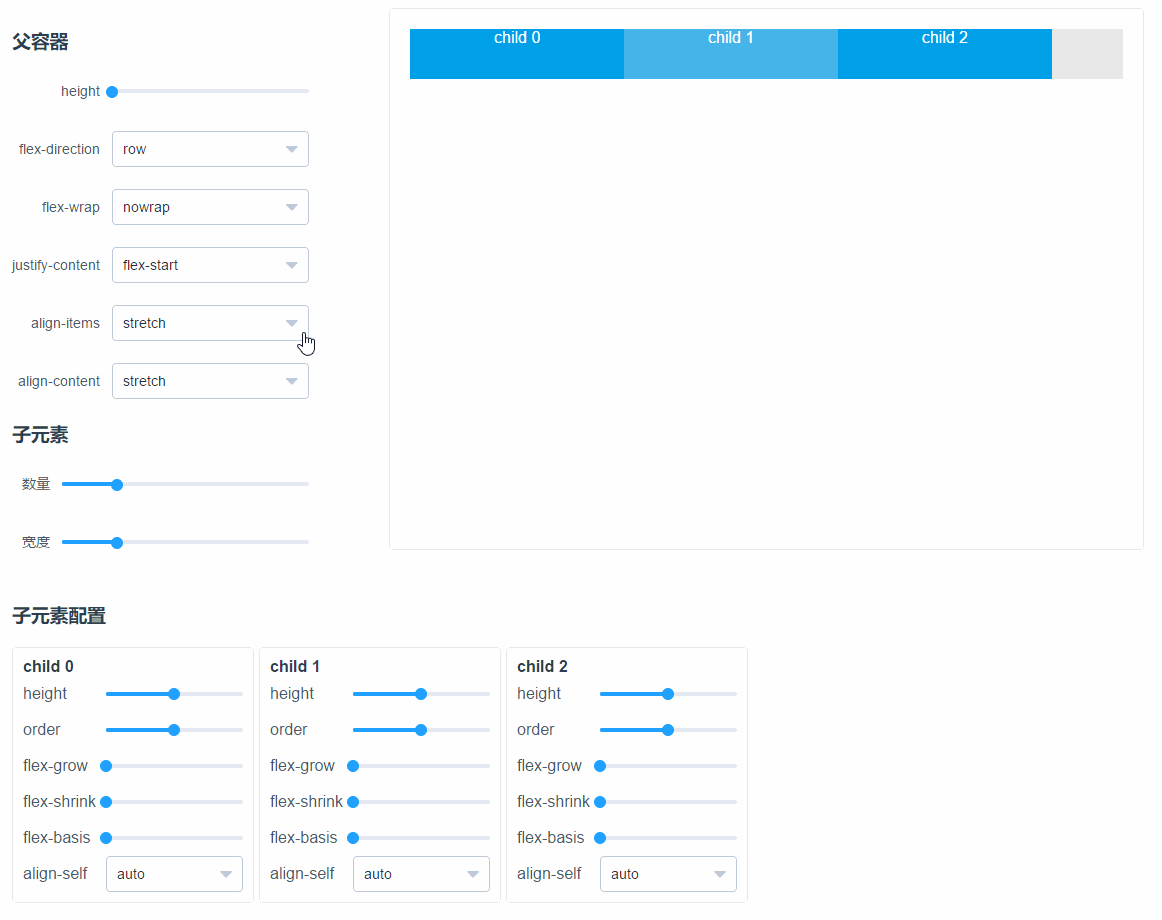 父容器
height
flex-direction row
flex-wrap nowrap
justify-content flex-start
align-items stretch
align-content stretch
子元素
数量
宽度
child 0 child 1 child 2
子元素配置
child 0
height
order
flex-grow
flex-shrink
flex-basis
align-self auto
child 1
height
order
flex-grow
flex-shrink
flex-basis
align-self auto
child 2
height
order
flex-grow
flex-shrink
flex-basis
align-self auto